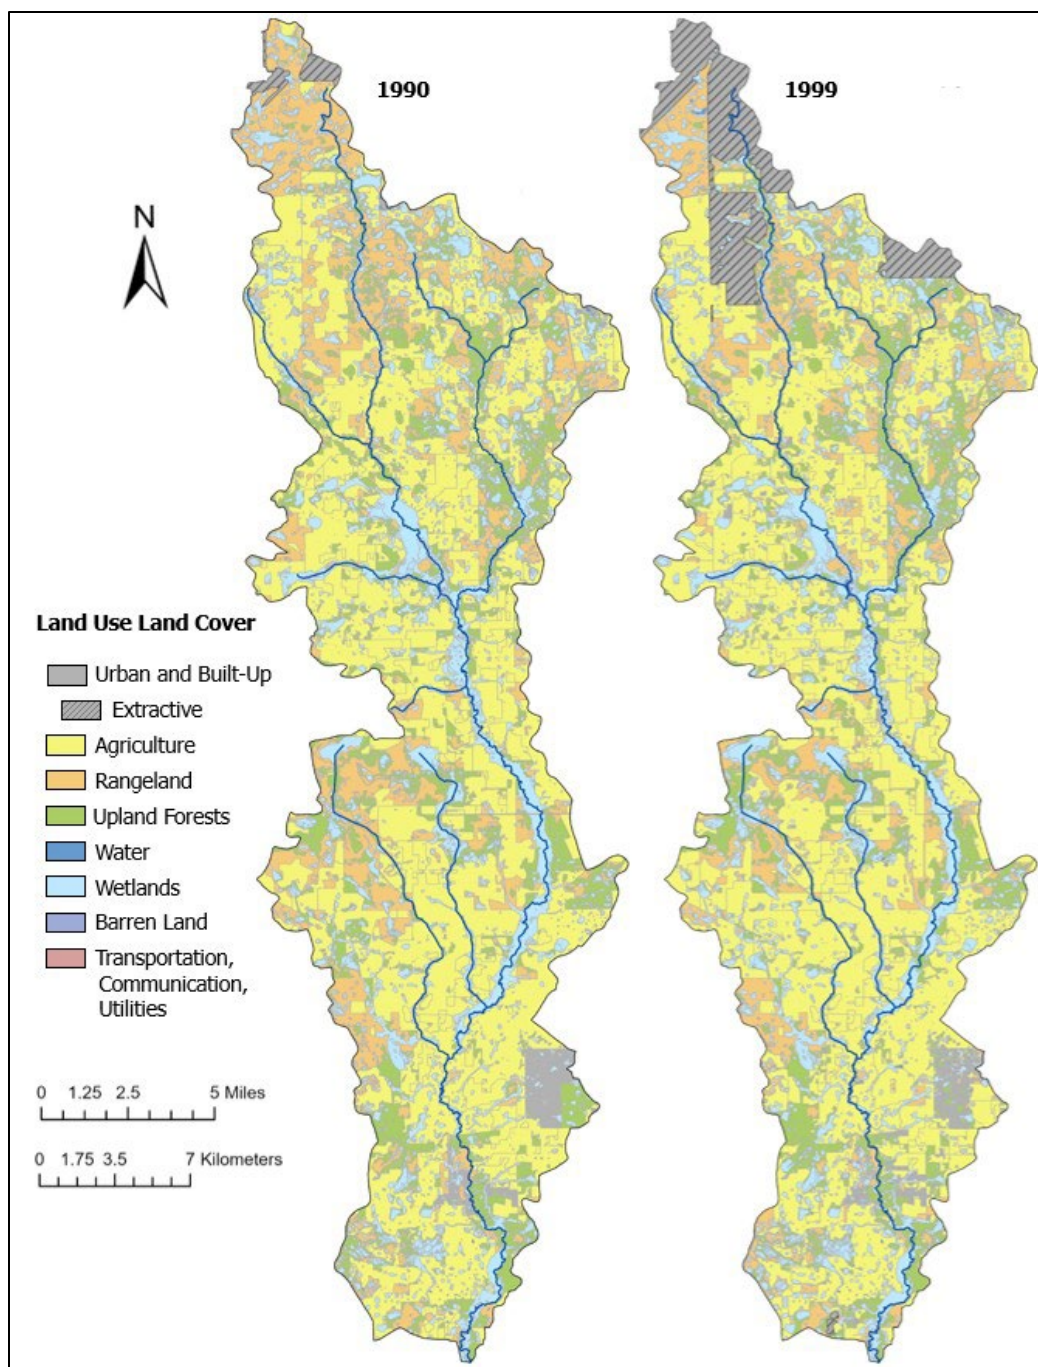 1990
1999
N
Land Use Land Cover
Urban and Built-Up
Extractive
Agriculture
Rangeland
Upland Forests
Water
Wetlands
Barren Land
Transportation,
Communication,
Utilities
0 1.25 2.5 5 Miles
0 1.75 3.5 7 Kilometers